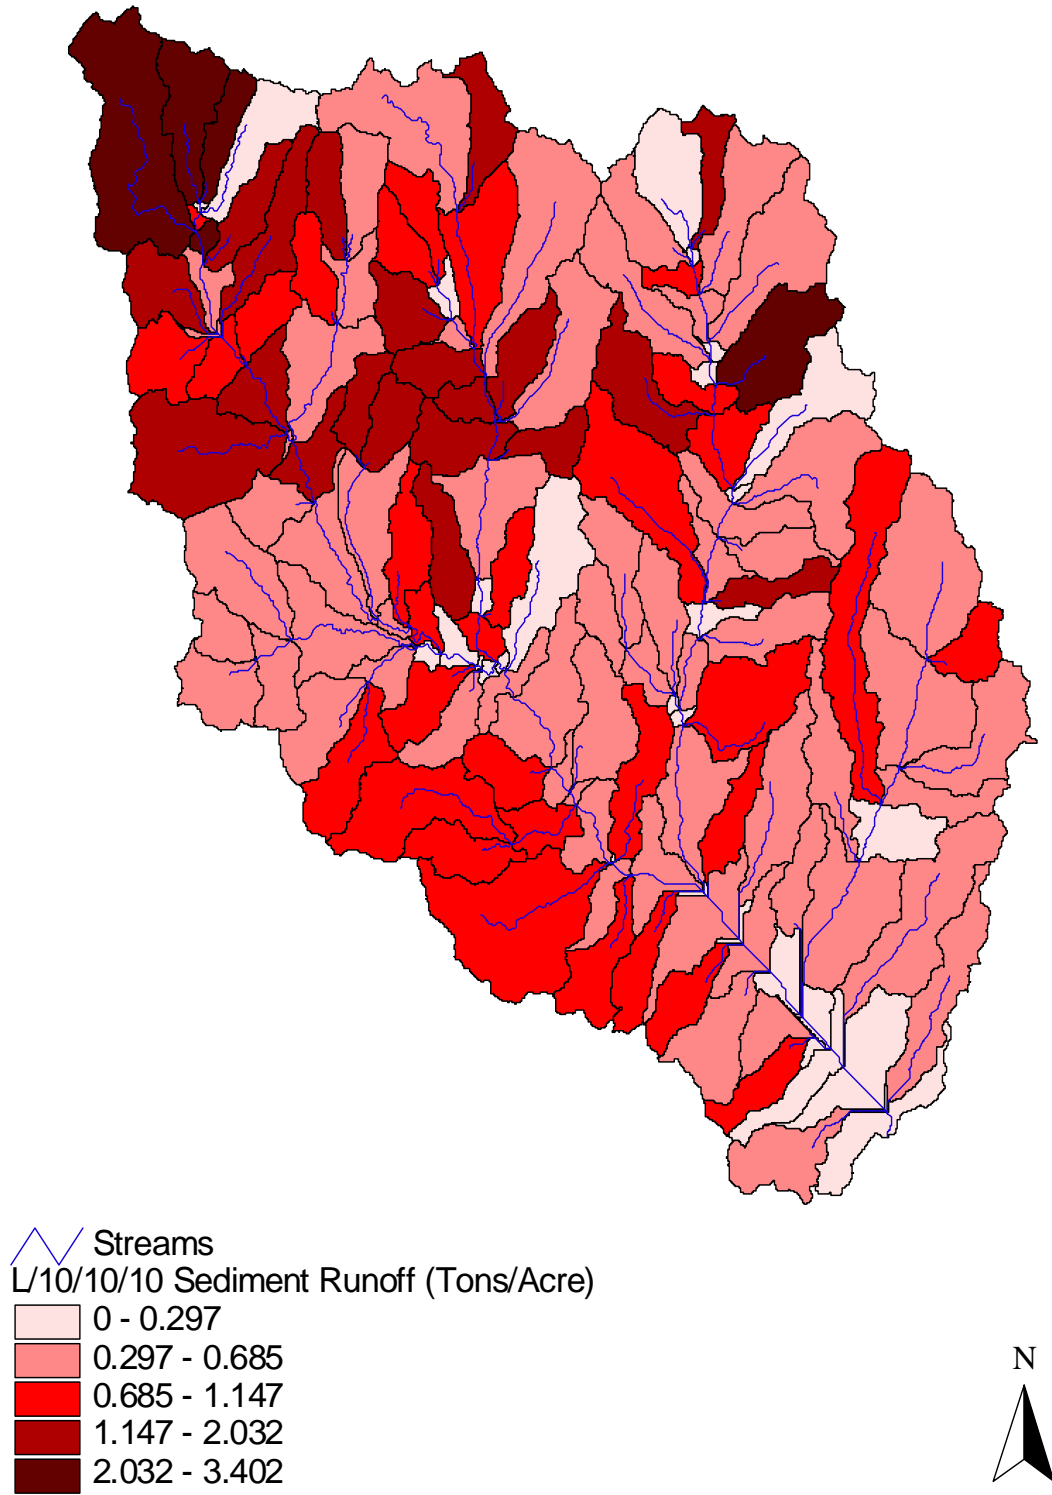 Streams
L/10/10/10 Sediment Runoff (Tons/Acre)
0 - 0.297
0.297 - 0.685
0.685 - 1.147
1.147 - 2.032
2.032 - 3.402
N